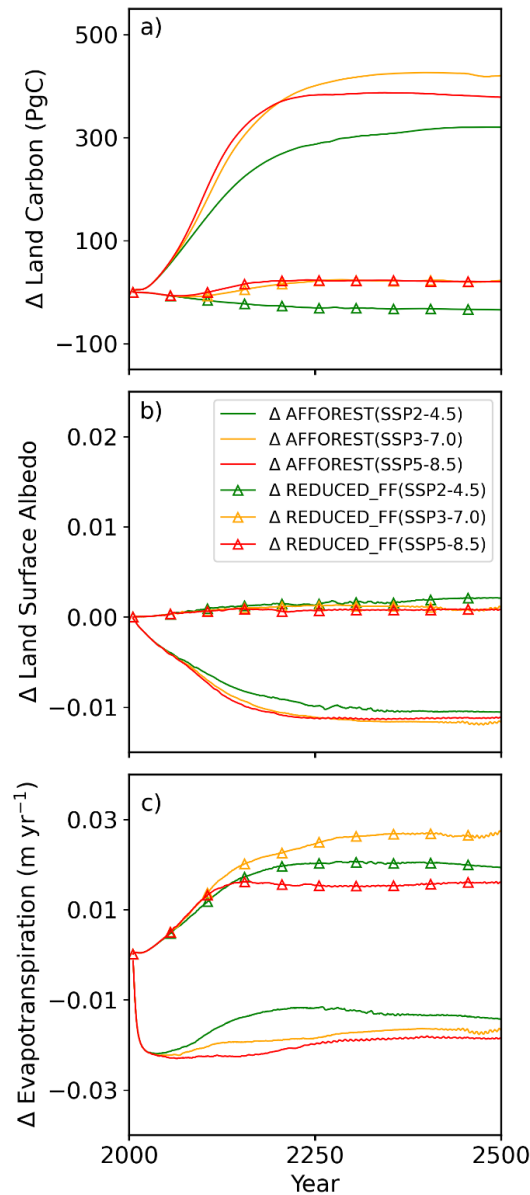 a)
Δ Land Carbon (PgC)
500
300
100
−100
b)
Δ Land Surface Albedo
0.02
0.01
0.00
−0.01
Δ AFFOREST(SSP2-4.5)
Δ AFFOREST(SSP3-7.0)
Δ AFFOREST(SSP5-8.5)
Δ REDUCED_FF(SSP2-4.5)
Δ REDUCED_FF(SSP3-7.0)
Δ REDUCED_FF(SSP5-8.5)
c)
Δ Evapotranspiration (m yr⁻¹)
0.03
0.01
−0.01
−0.03
2000
2250
2500
Year